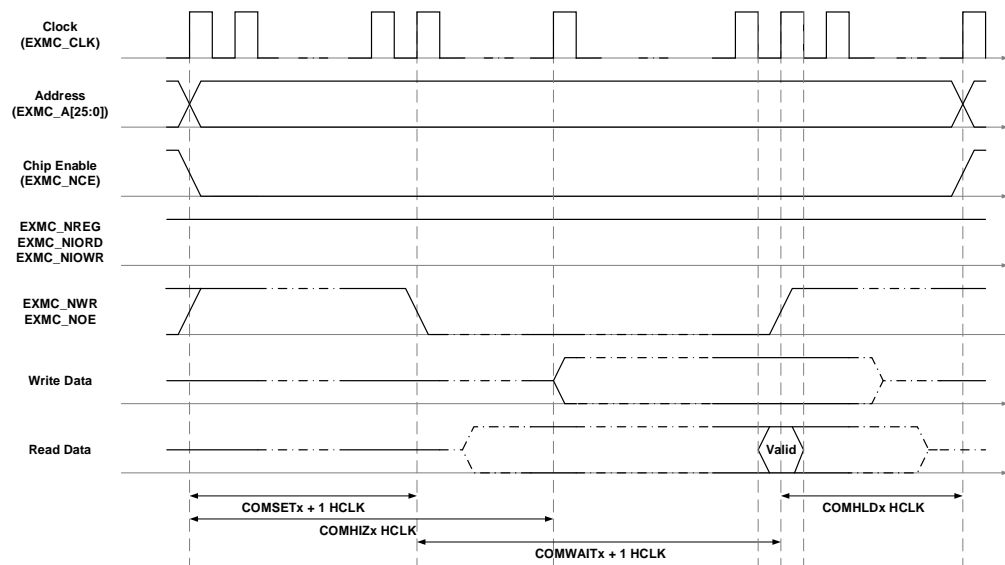 Clock
(EXMC_CLK)
Address
(EXMC_A[25:0])
Chip Enable
(EXMC_NCE)
EXMC_NREG
EXMC_NIORD
EXMC_NIOWR
EXMC_NWR
EXMC_NOE
Write Data
Read Data
Valid
COMSETx + 1 HCLK
COMHLDx HCLK
COMHIZx HCLK
COMWAITx + 1 HCLK